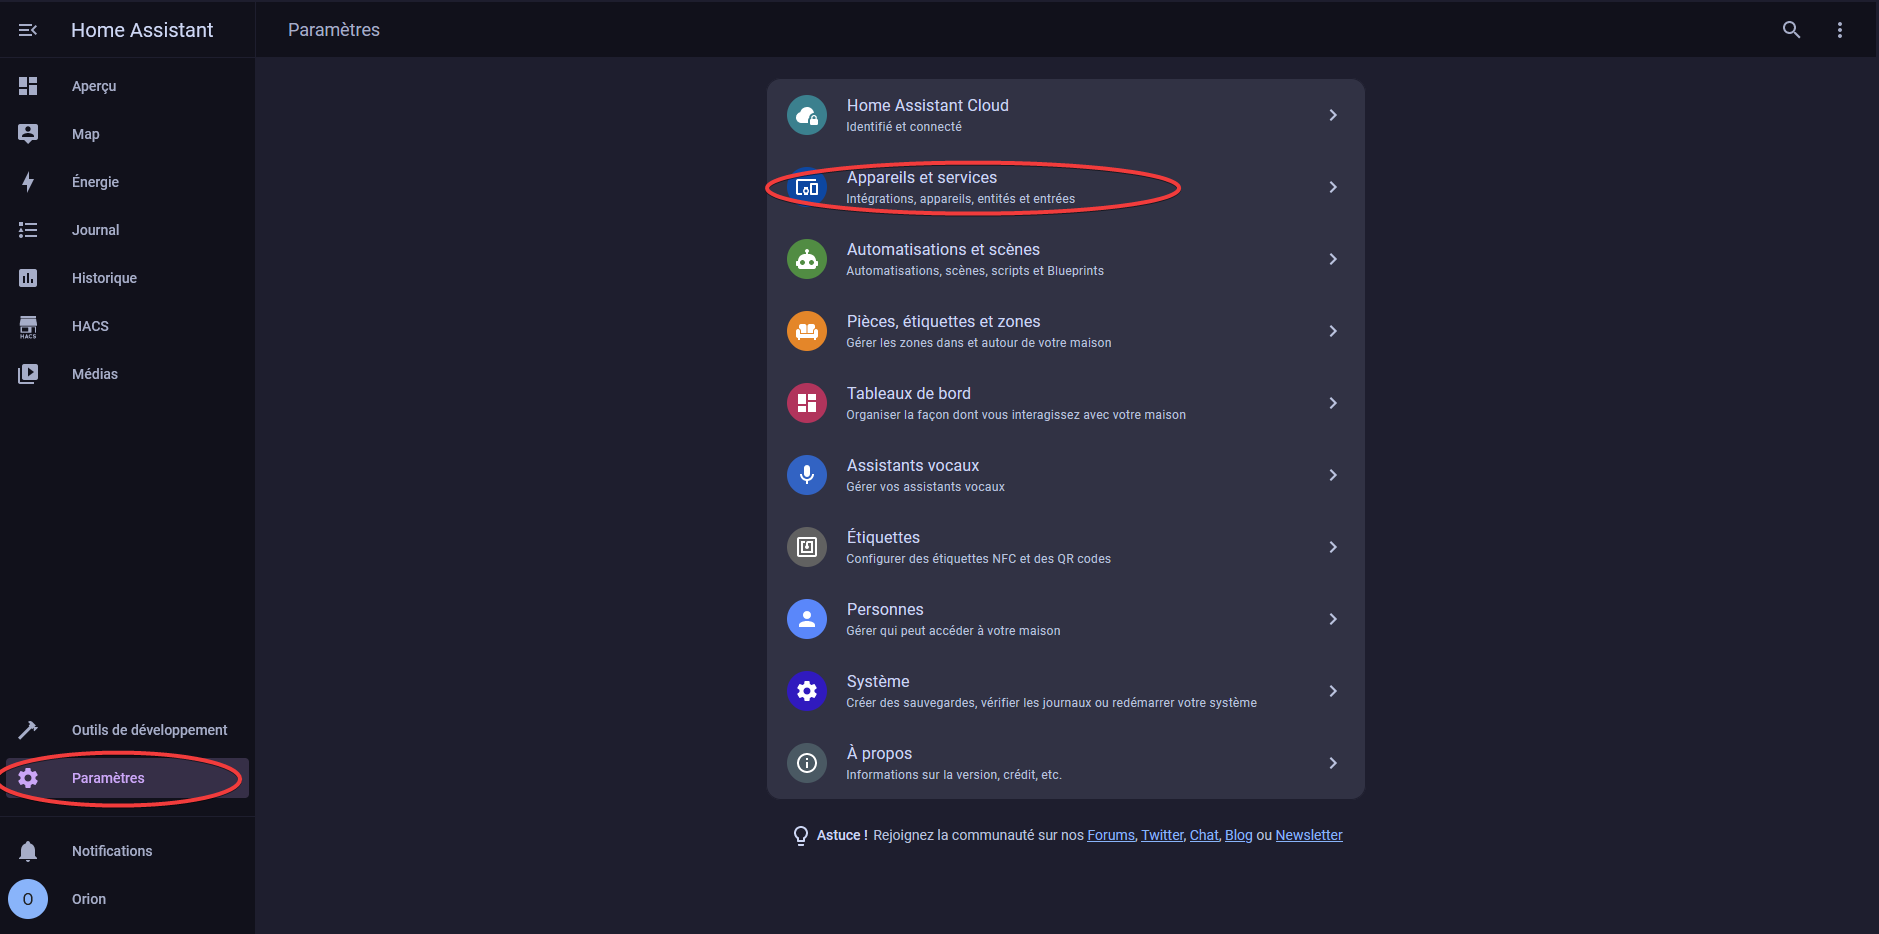 Home Assistant
Aperçu
Map
Énergie
Journal
Historique
HACS
HACS
Médias
Outils de développement
Paramètres
Notifications
O
Orion
Paramètres
Home Assistant Cloud
Identifié et connecté
Appareils et services
Intégrations, appareils, entités et entrées
Automatisations et scènes
Automatisations, scènes, scripts et Blueprints
Pièces, étiquettes et zones
Gérer les zones dans et autour de votre maison
Tableaux de bord
Organiser la façon dont vous interagissez avec votre maison
Assistants vocaux
Gérer vos assistants vocaux
Étiquettes
Configurer des étiquettes NFC et des QR codes
Personnes
Gérer qui peut accéder à votre maison
Système
Créer des sauvegardes, vérifier les journaux ou redémarrer votre système
À propos
Informations sur la version, crédit, etc.
Astuce ! Rejoignez la communauté sur nos Forums, Twitter, Chat, Blog ou Newsletter